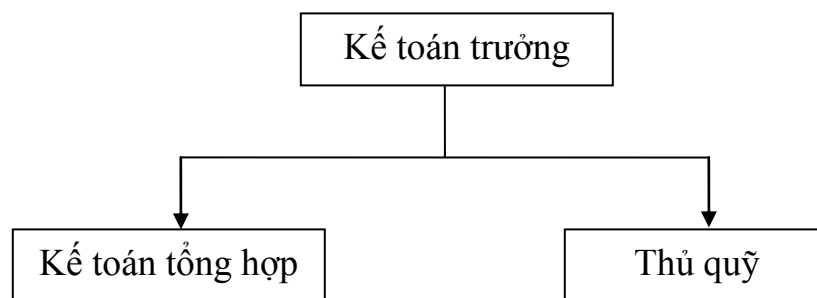 Kế toán trưởng
Kế toán tổng hợp
Thủ quỹ